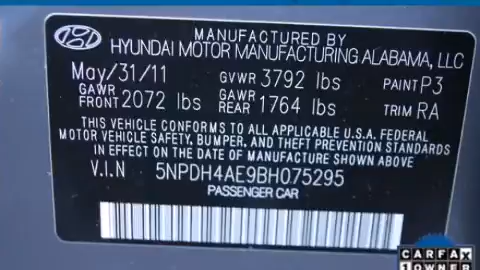 MANUFACTURED BY
HYUNDAI MOTOR MANUFACTURING ALABAMA, LLC
May/31/11 GVWR 3792 lbs PAINT P3
GAWR FRONT 2072 lbs GAWR REAR 1764 lbs TRIM RA
THIS VEHICLE CONFORMS TO ALL APPLICABLE U.S.A. FEDERAL
MOTOR VEHICLE SAFETY, BUMPER, AND THEFT PREVENTION STANDARDS
IN EFFECT ON THE DATE OF MANUFACTURE SHOWN ABOVE
V.I.N 5NPDH4AE9BH075295
PASSENGER CAR
CARFAX
1 OWNER